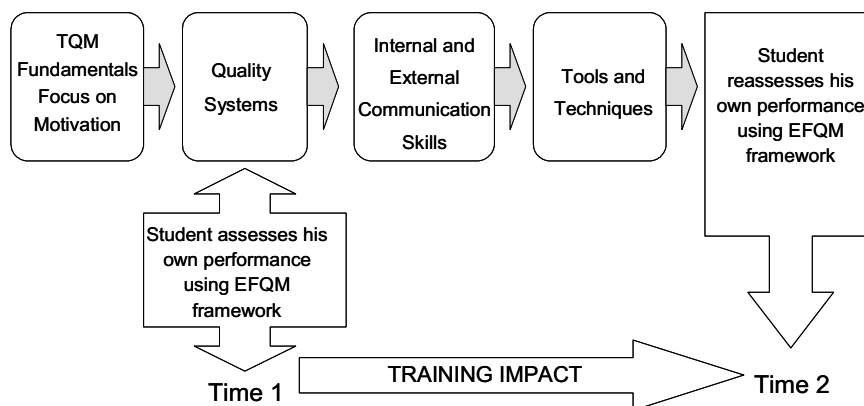 TQM
Fundamentals
Focus on
Motivation
Quality
Systems
Internal and
External
Communication
Skills
Tools and
Techniques
Student
reassesses his
own performance
using EFQM
framework
Student assesses his
own performance
using EFQM
framework
Time 1
TRAINING IMPACT
Time 2